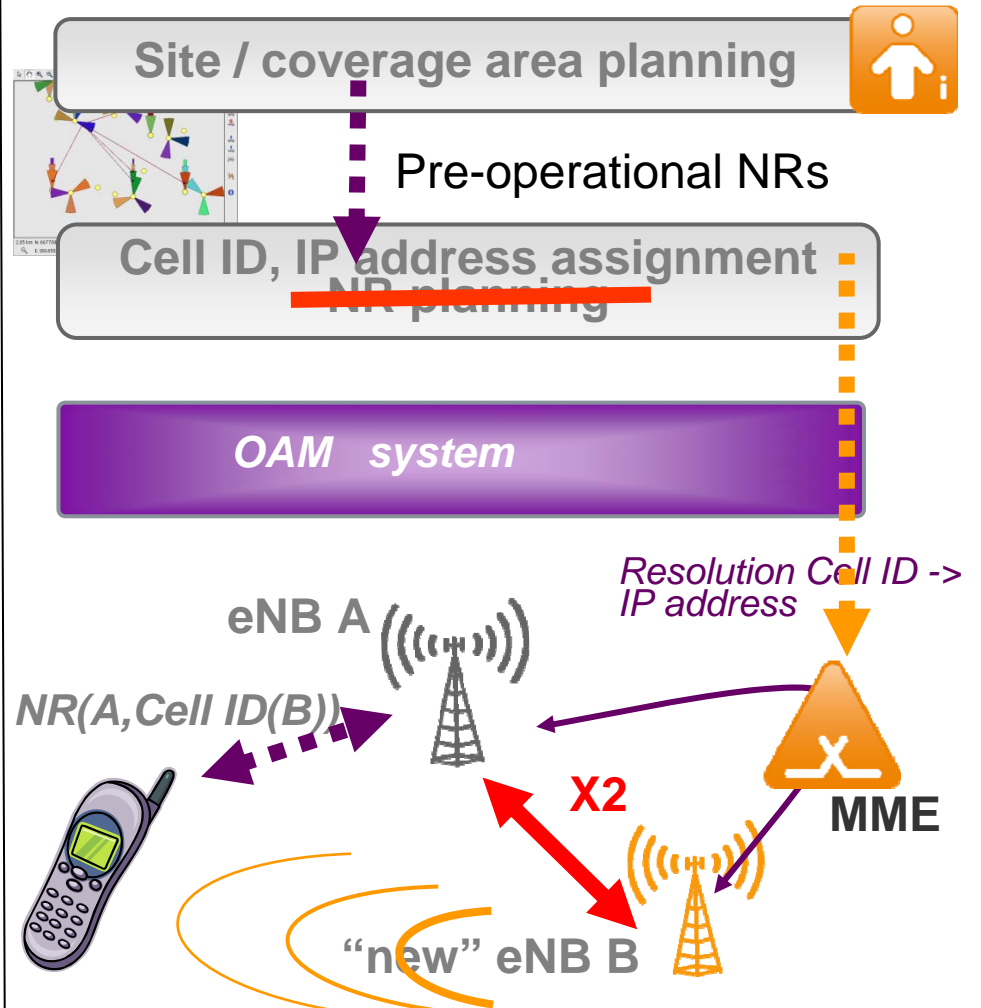 Site / coverage area planning
i
Pre-operational NRs
Cell ID, IP address assignment
NR planning
OAM system
Resolution Cell ID ->
IP address
eNB A
NR(A,Cell ID(B))
X2
MME
“new” eNB B